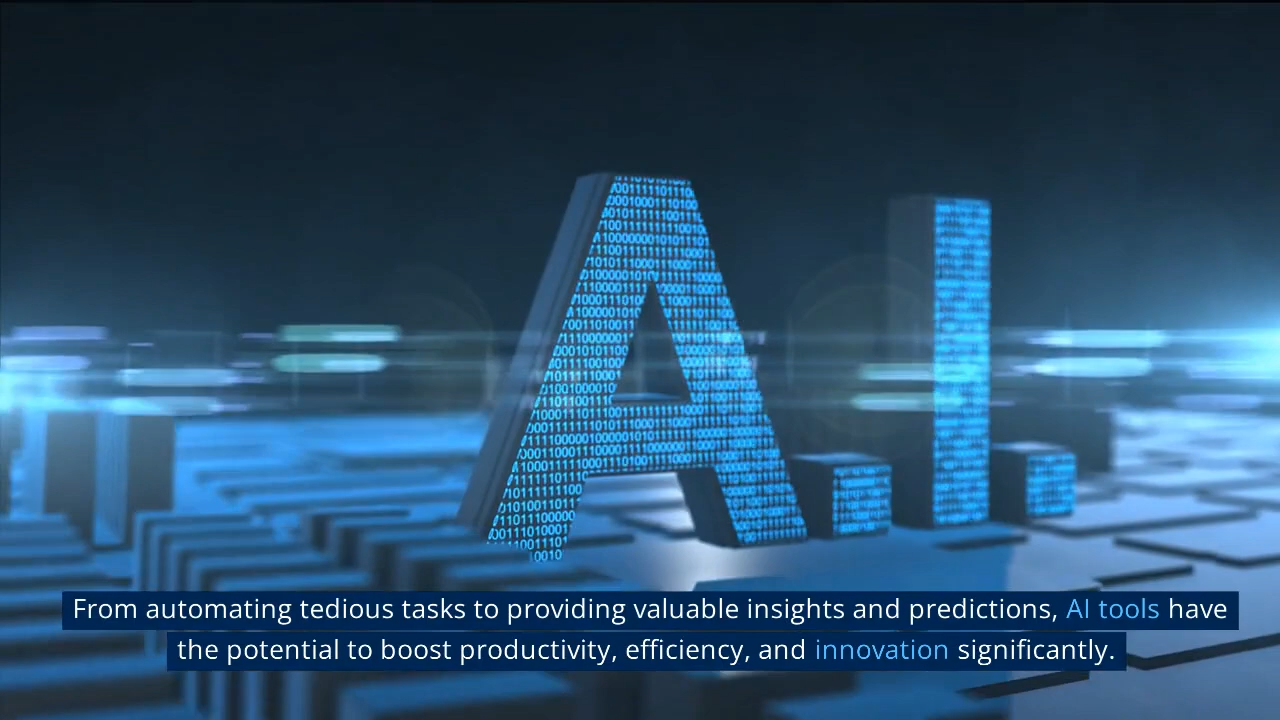 A.I.
From automating tedious tasks to providing valuable insights and predictions, AI tools have
the potential to boost productivity, efficiency, and innovation significantly.